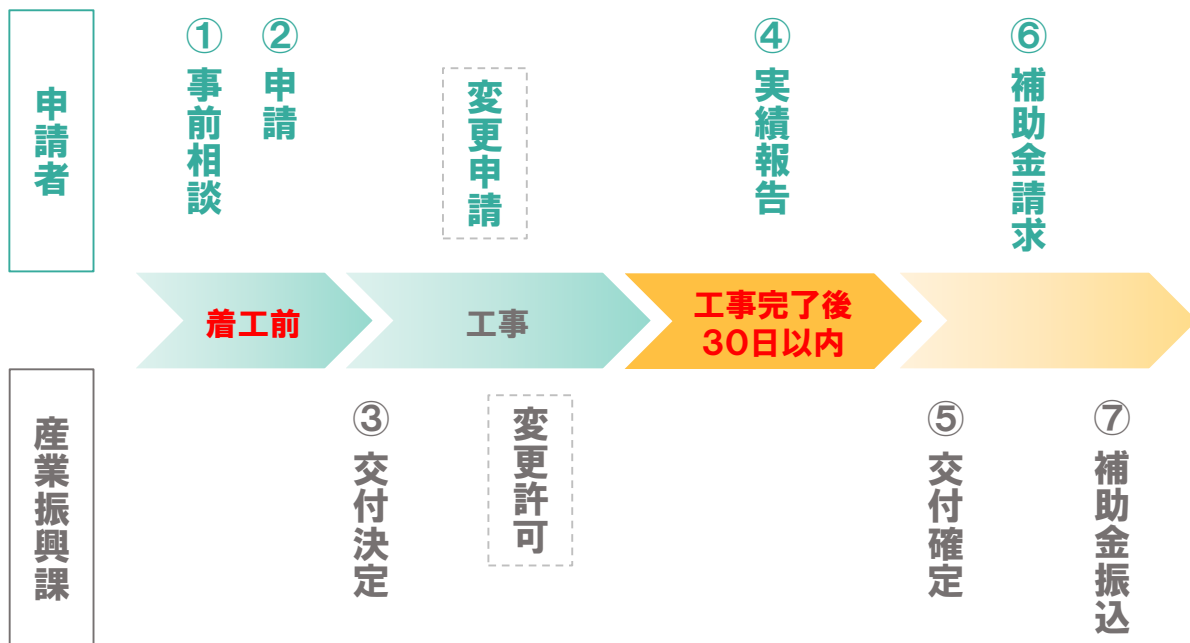 申請者
①事前相談
②申請
変更申請
④実績報告
⑥補助金請求
着工前
工事
工事完了後
30日以内
産業振興課
③交付決定
変更許可
⑤交付確定
⑦補助金振込